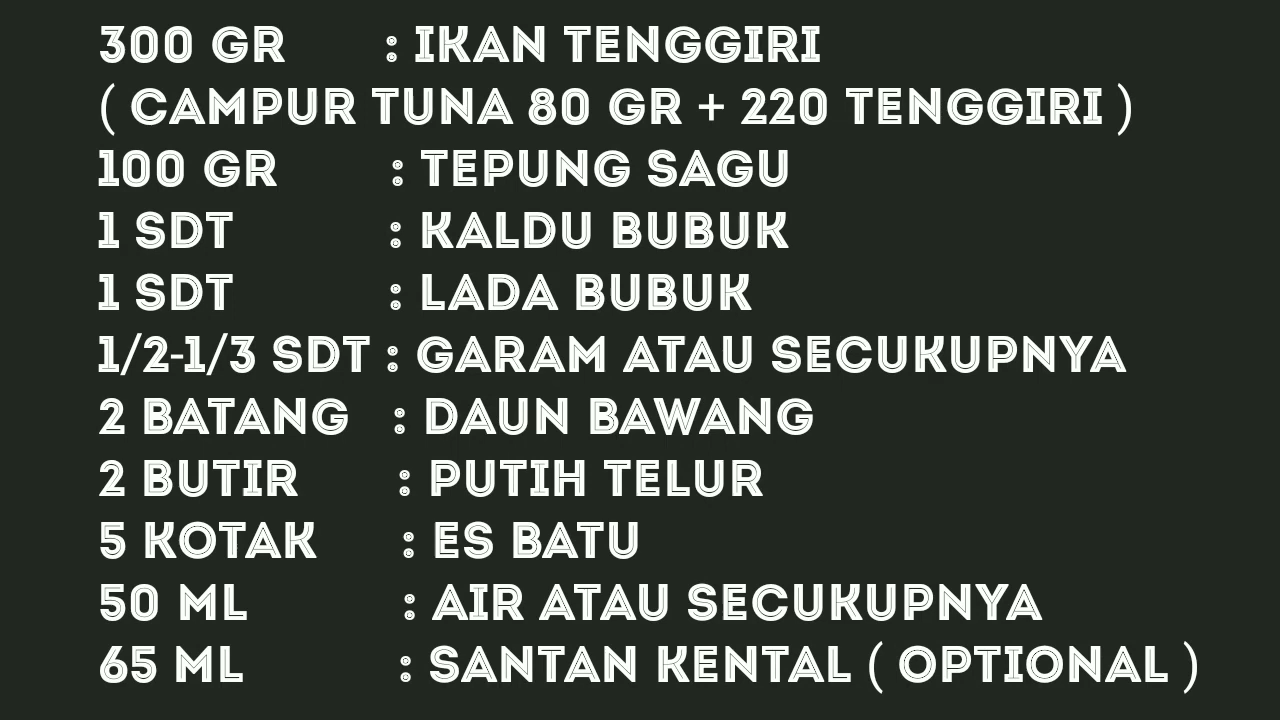 300 GR : IKAN TENGGIRI
( CAMPUR TUNA 80 GR + 220 TENGGIRI )
100 GR : TEPUNG SAGU
1 SDT : KALDU BUBUK
1 SDT : LADA BUBUK
1/2-1/3 SDT : GARAM ATAU SECUKUPNYA
2 BATANG : DAUN BAWANG
2 BUTIR : PUTIH TELUR
5 KOTAK : ES BATU
50 ML : AIR ATAU SECUKUPNYA
65 ML : SANTAN KENTAL ( OPTIONAL )